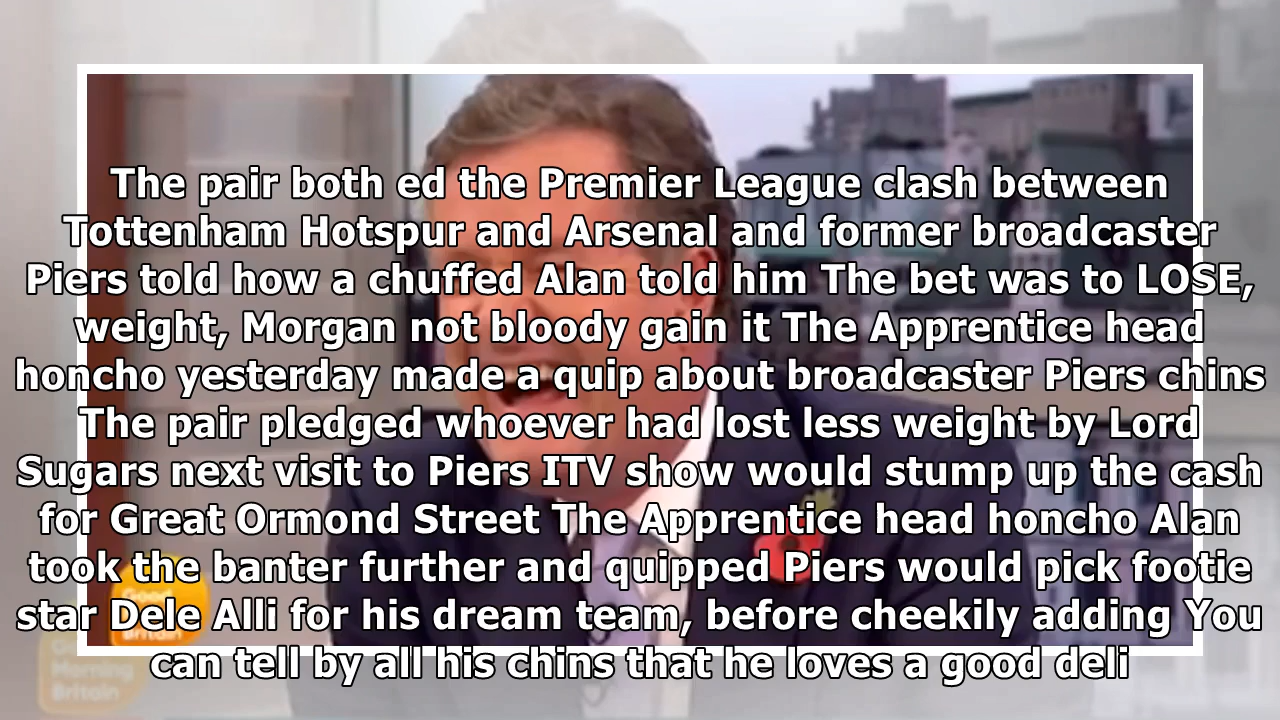 The pair both ed the Premier League clash between
Tottenham Hotspur and Arsenal and former broadcaster
Piers told how a chuffed Alan told him The bet was to LOSE,
weight, Morgan not bloody gain it The Apprentice head
honcho yesterday made a quip about broadcaster Piers chins
The pair pledged whoever had lost less weight by Lord
Sugars next visit to Piers ITV show would stump up the cash
for Great Ormond Street The Apprentice head honcho Alan
took the banter further and quipped Piers would pick footie
star Dele Alli for his dream team, before cheekily adding You
can tell by all his chins that he loves a good deli
Good
Britain
Morning
Britain